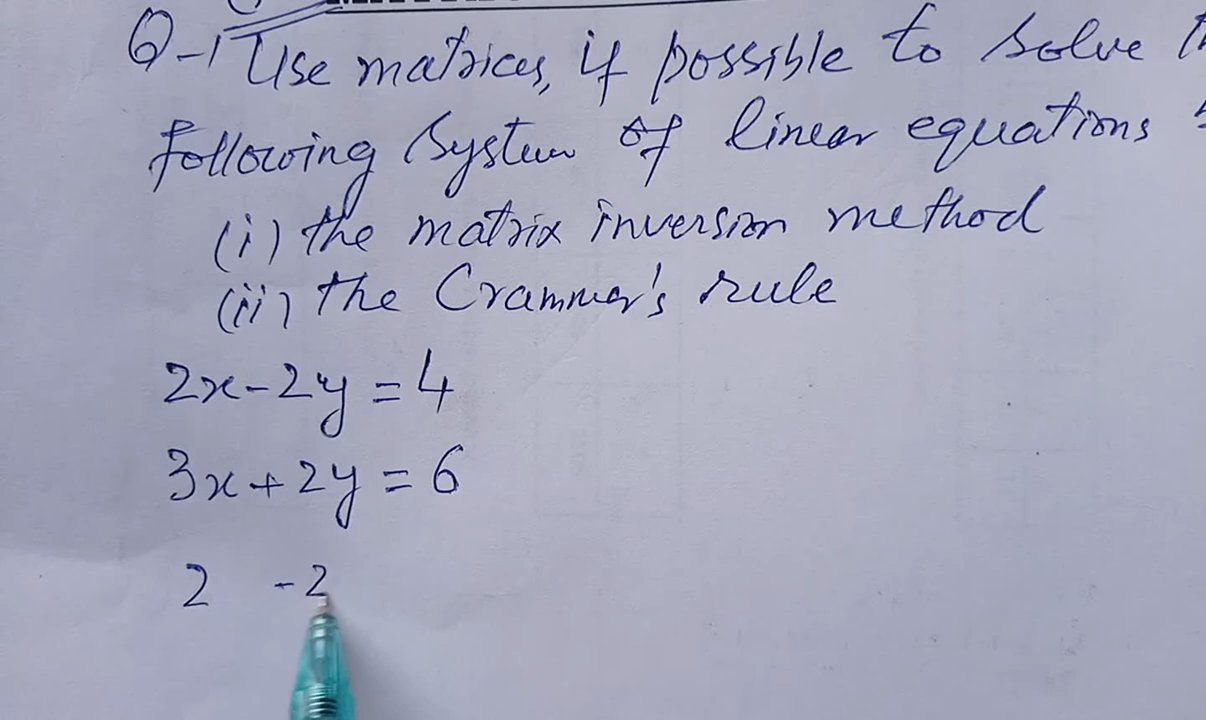 Q-1 Use matrices, if possible to solve
following system of linear equations
(i) the matrix inversion method
(ii) the Crammer's rule
2x-2y=4
3x+2y=6
2 -2